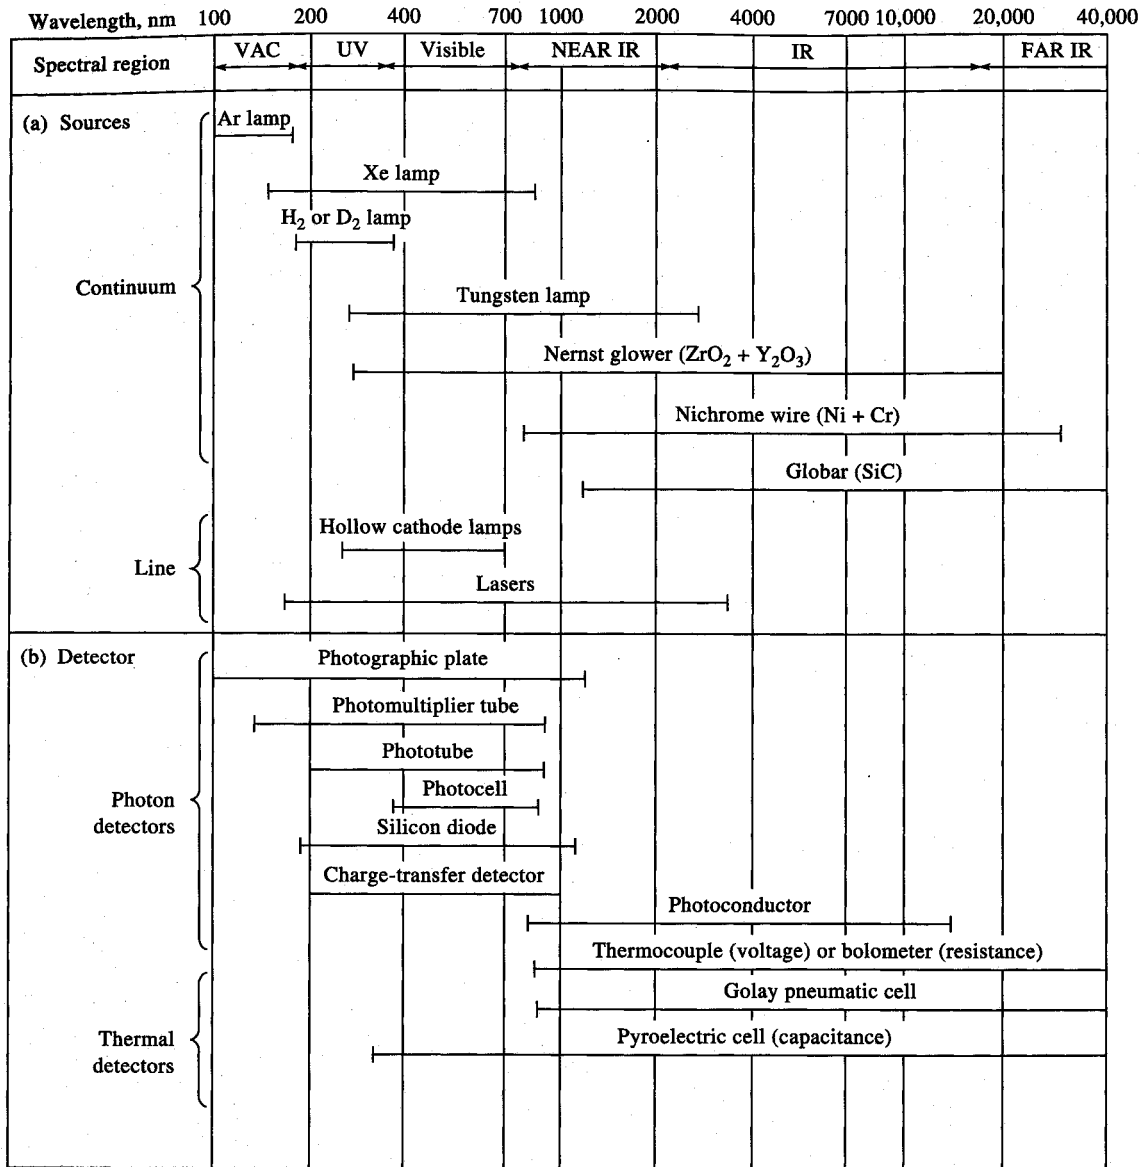 Wavelength, nm 100 200 400 700 1000 2000 4000 7000 10,000 20,000 40,000
Spectral region VAC UV Visible NEAR IR IR FAR IR
(a) Sources
Ar lamp
Xe lamp
H₂ or D₂ lamp
Continuum
Tungsten lamp
Nernst glower (ZrO₂ + Y₂O₃)
Nichrome wire (Ni + Cr)
Globar (SiC)
Hollow cathode lamps
Line
Lasers
(b) Detector
Photographic plate
Photomultiplier tube
Phototube
Photocell
Photon
detectors
Silicon diode
Charge-transfer detector
Photoconductor
Thermocouple (voltage) or bolometer (resistance)
Golay pneumatic cell
Thermal
detectors
Pyroelectric cell (capacitance)